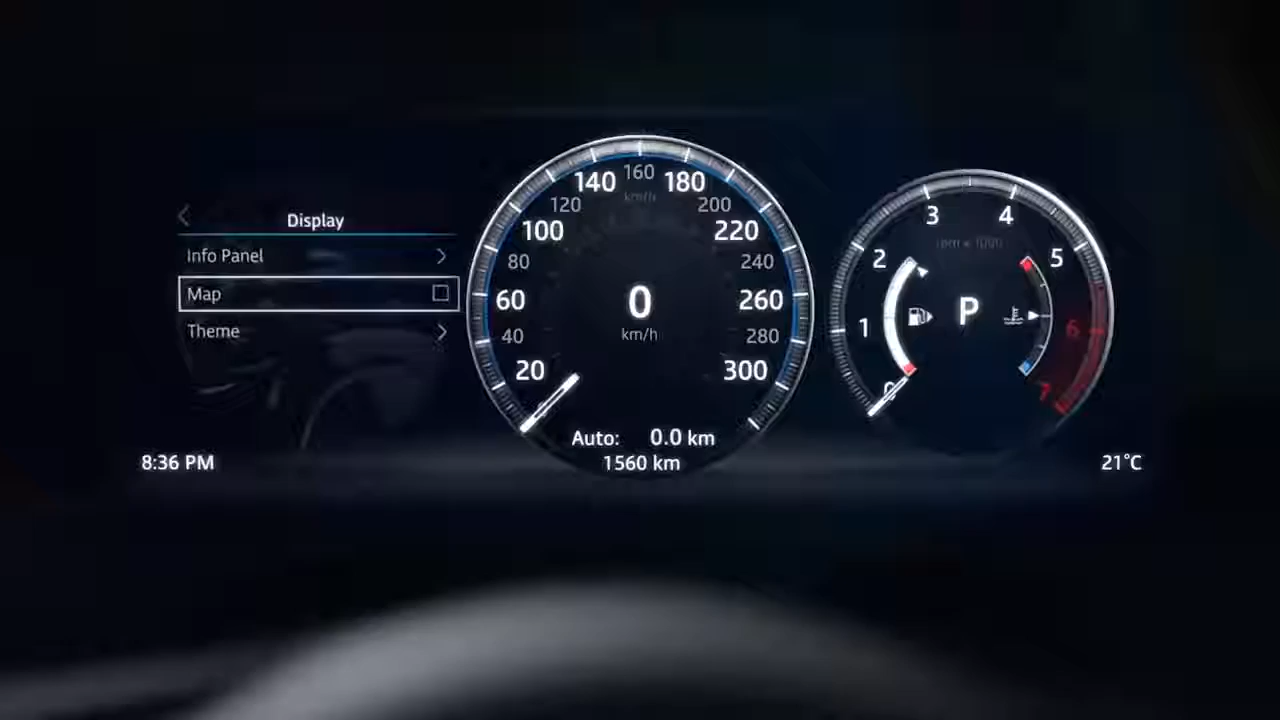 Display
Info Panel
Map
Theme
8:36 PM
160
140
180
km/h
120
200
100
220
80
240
60
0
260
km/h
40
280
20
300
Auto: 0.0 km
1560 km
3
4
rpm x 1000
2
5
1
P
6
0
7
21°C